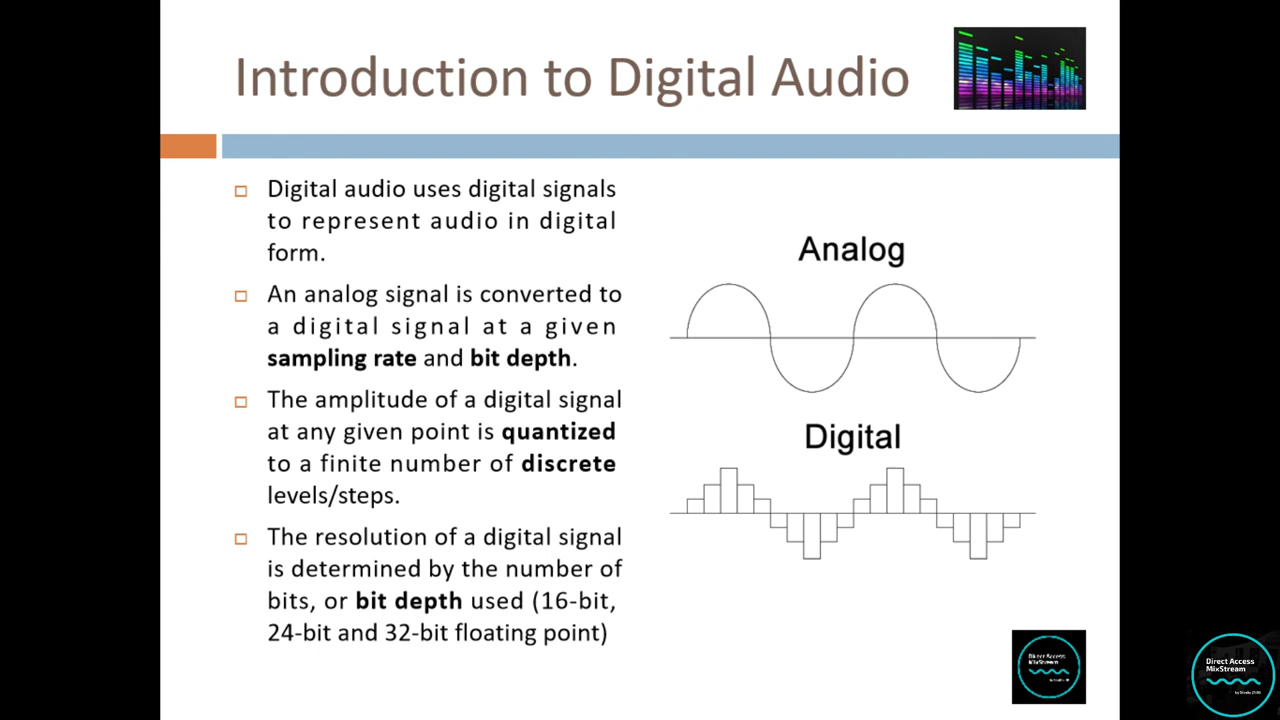 Introduction to Digital Audio
Digital audio uses digital signals
to represent audio in digital
form.
An analog signal is converted to
a digital signal at a given
sampling rate and bit depth.
The amplitude of a digital signal
at any given point is quantized
to a finite number of discrete
levels/steps.
The resolution of a digital signal
is determined by the number of
bits, or bit depth used (16-bit,
24-bit and 32-bit floating point)
Analog
Digital
Direct Access
MixStream
Direct Access
MixStream